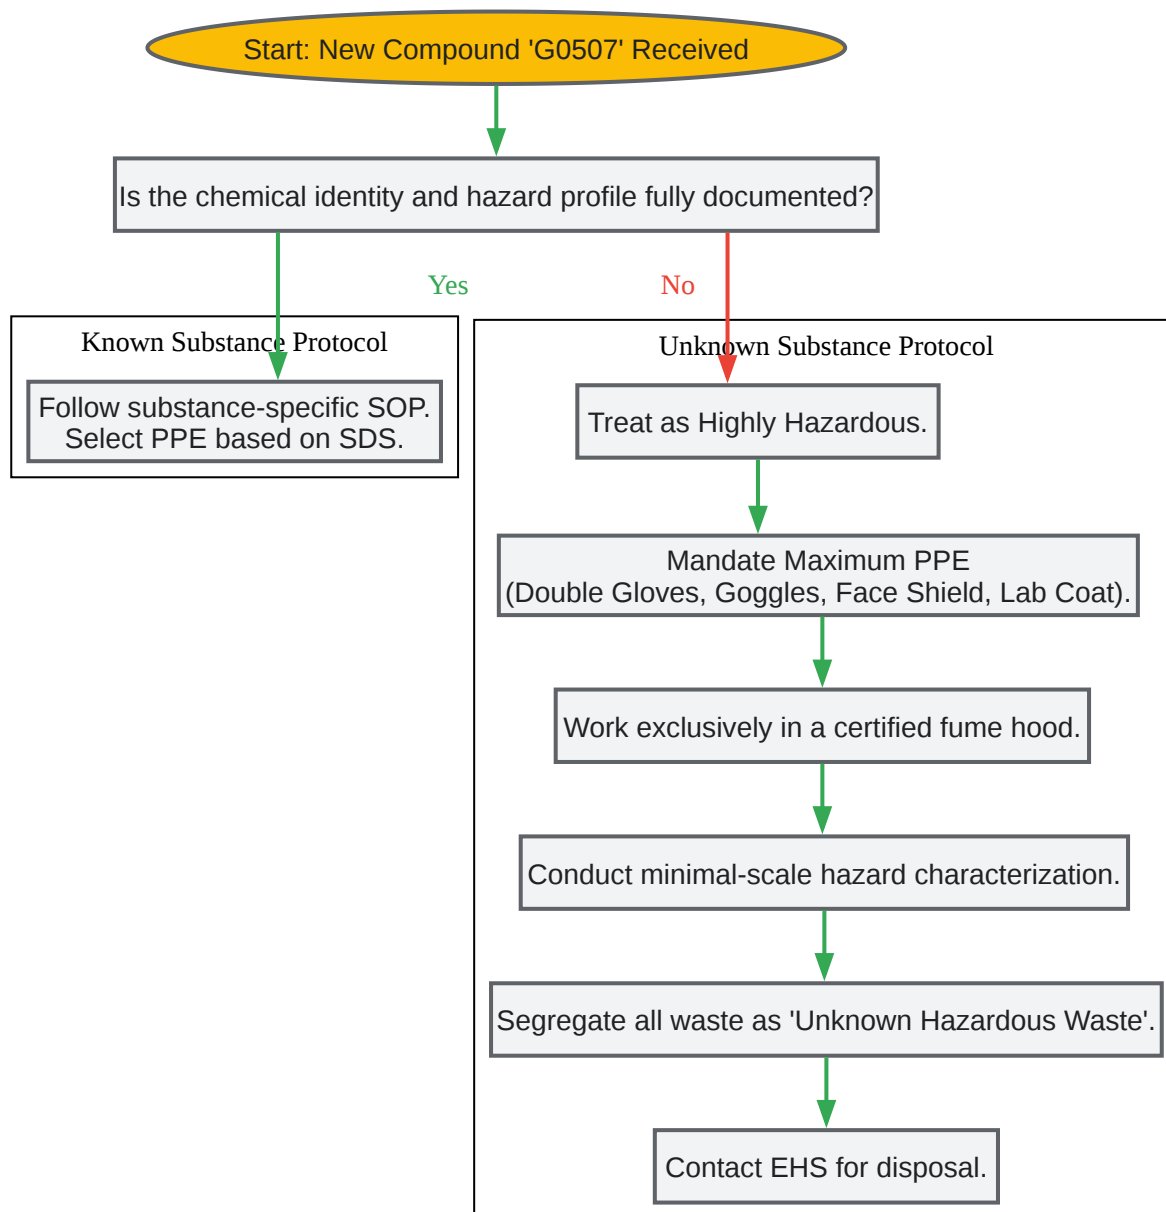 Start: New Compound 'G0507' Received
Is the chemical identity and hazard profile fully documented?
Yes
No
Known Substance Protocol
Follow substance-specific SOP.
Select PPE based on SDS.
Unknown Substance Protocol
Treat as Highly Hazardous.
Mandate Maximum PPE
(Double Gloves, Goggles, Face Shield, Lab Coat).
Work exclusively in a certified fume hood.
Conduct minimal-scale hazard characterization.
Segregate all waste as 'Unknown Hazardous Waste'.
Contact EHS for disposal.